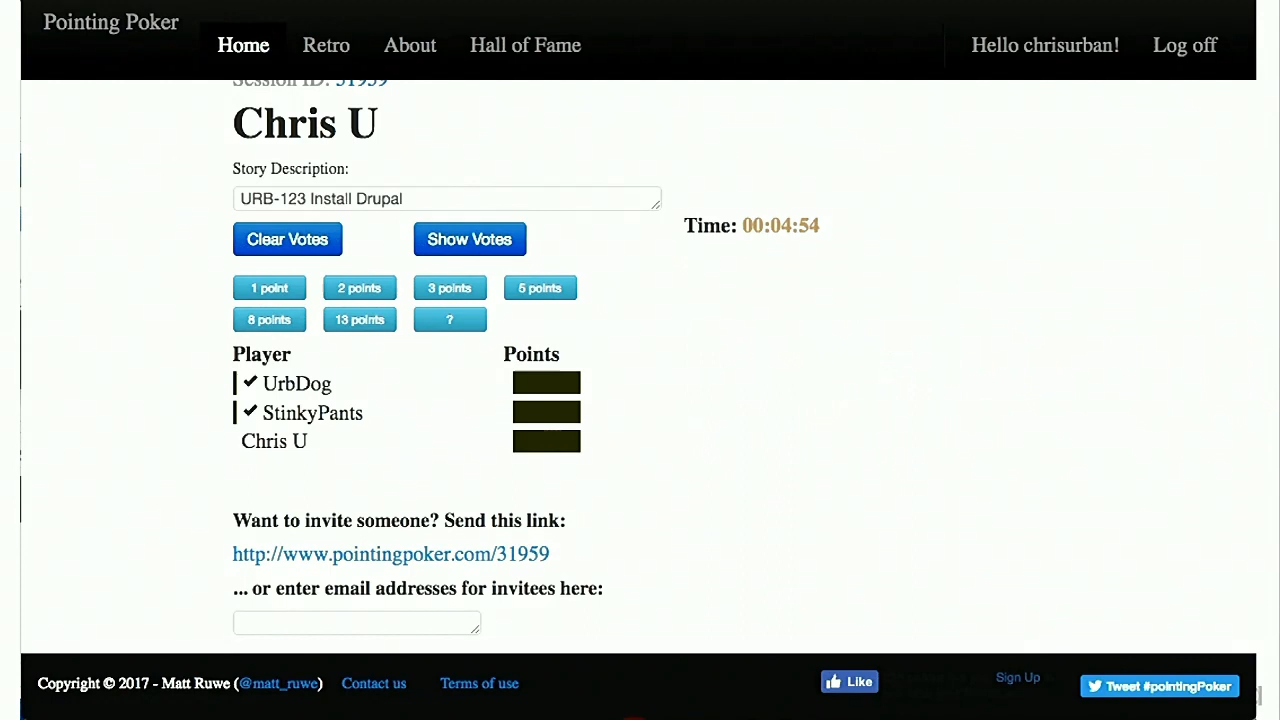 Pointing Poker
Home Retro About Hall of Fame Hello chrisurban! Log off
Session ID: 31959
Chris U
Story Description:
URB-123 Install Drupal
Time: 00:04:54
Clear Votes Show Votes
1 point 2 points 3 points 5 points
8 points 13 points ?
Player Points
UrbDog
StinkyPants
Chris U
Want to invite someone? Send this link:
http://www.pointingpoker.com/31959
... or enter email addresses for invitees here:
Copyright © 2017 - Matt Ruwe (@matt_ruwe) Contact us Terms of use Like Sign Up Tweet #pointingPoker